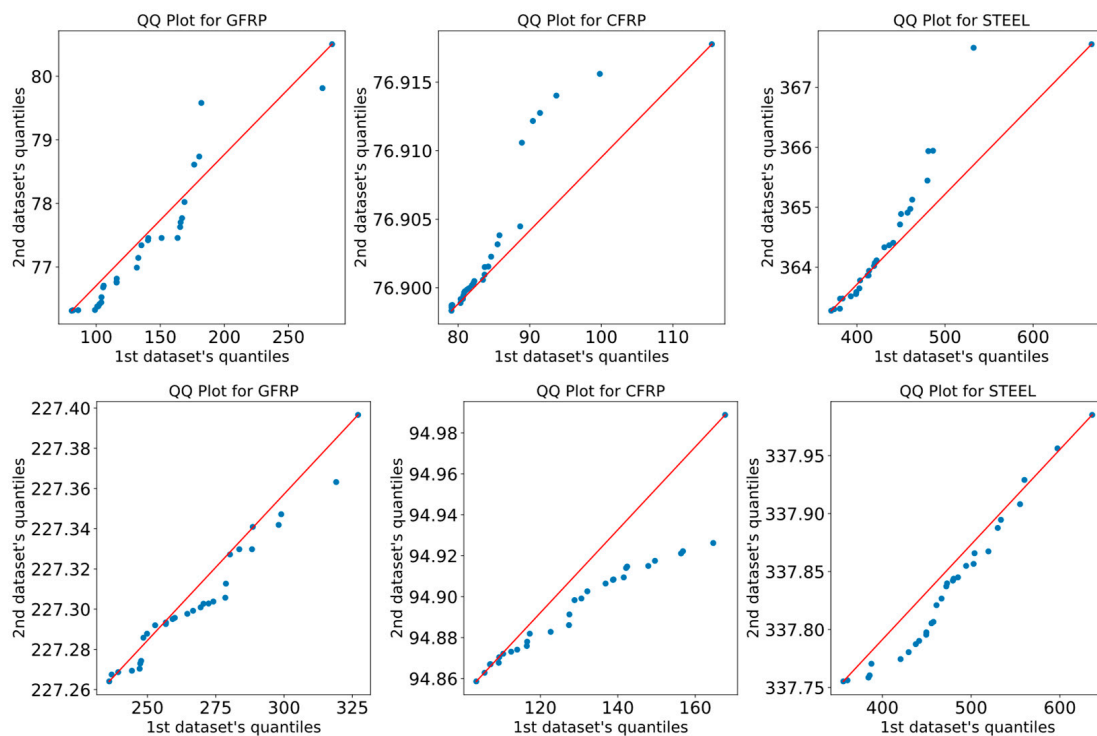 QQ Plot for GFRP
QQ Plot for CFRP
QQ Plot for STEEL
2nd dataset's quantiles
80
79
78
77
100 150 200 250
1st dataset's quantiles
2nd dataset's quantiles
76.915
76.910
76.905
76.900
80 85 90 95 100 105 110 115
1st dataset's quantiles
2nd dataset's quantiles
367
366
365
364
400 500 600
1st dataset's quantiles
QQ Plot for GFRP
QQ Plot for CFRP
QQ Plot for STEEL
2nd dataset's quantiles
227.40
227.38
227.36
227.34
227.32
227.30
227.28
227.26
250 275 300 325
1st dataset's quantiles
2nd dataset's quantiles
94.98
94.96
94.94
94.92
94.90
94.88
94.86
120 140 160
1st dataset's quantiles
2nd dataset's quantiles
337.95
337.90
337.85
337.80
337.75
400 500 600
1st dataset's quantiles